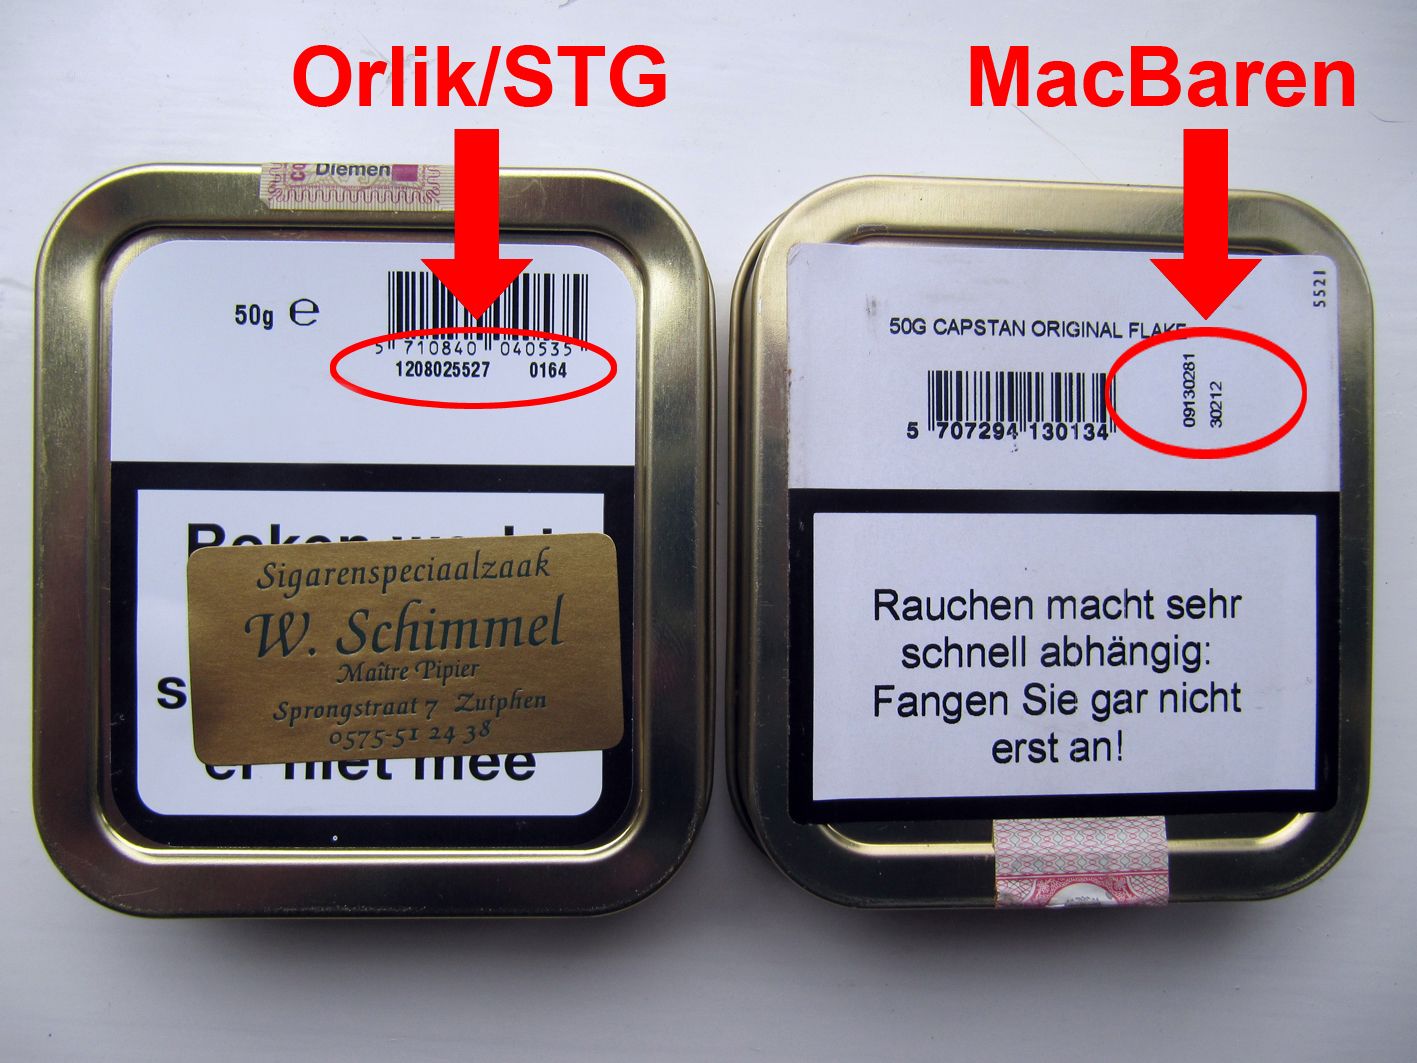 Orlik/STG
MacBaren
Diemen
50g e
5 710840 040535
1208025527 0164
Sigarenspeciaalzaak
W. Schimmel
Maître Pipier
Sprongstraat 7 Zutphen
0575-51 24 38
er niet mee
5521
50G CAPSTAN ORIGINAL FLAKE
09130281
30212
5 707294 130134
Rauchen macht sehr
schnell abhängig:
Fangen Sie gar nicht
erst an!